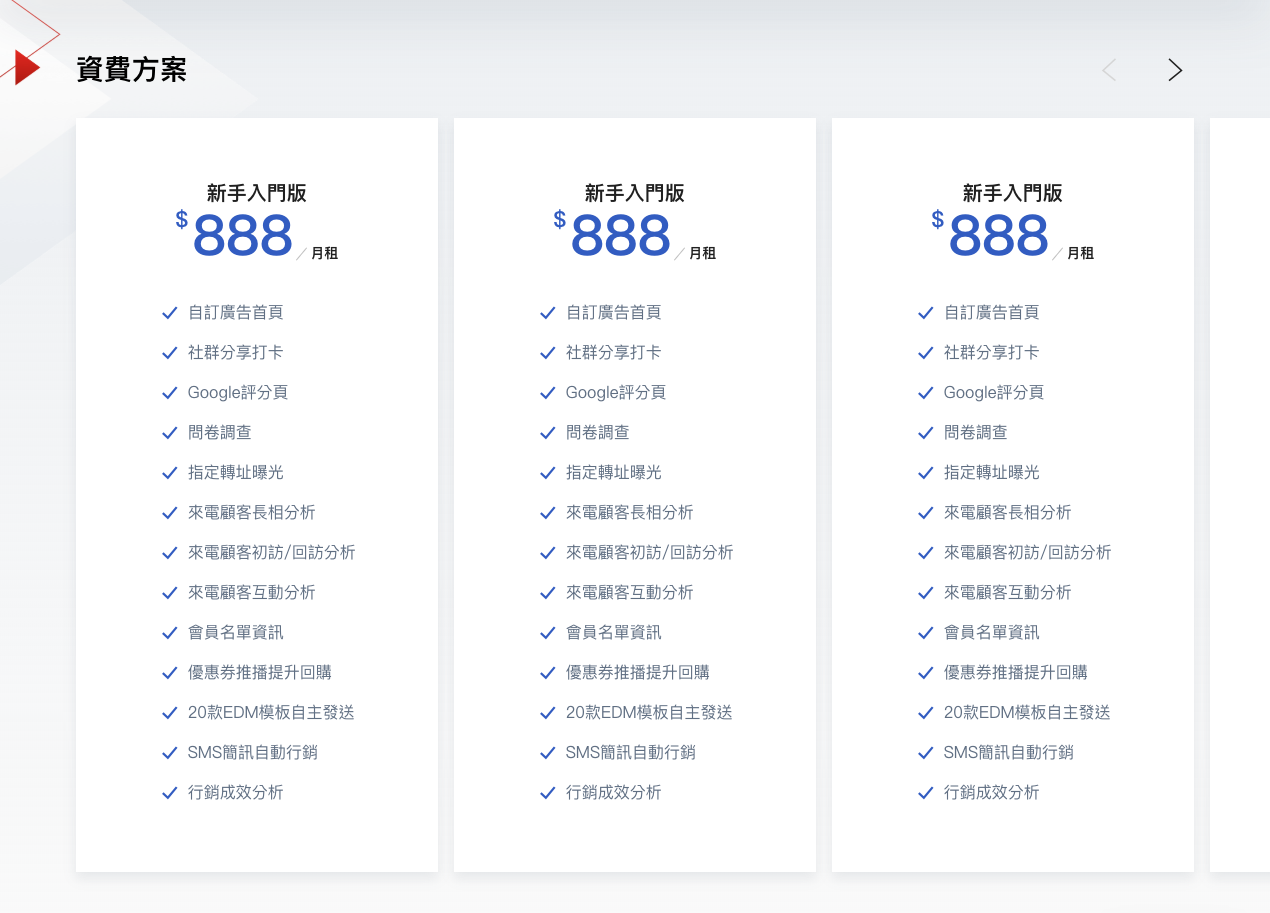 資費方案
新手入門版
$888／月租
自訂廣告首頁
社群分享打卡
Google評分頁
問卷調查
指定轉址曝光
來電顧客長相分析
來電顧客初訪/回訪分析
來電顧客互動分析
會員名單資訊
優惠券推播提升回購
20款EDM模板自主發送
SMS簡訊自動行銷
行銷成效分析
新手入門版
$888／月租
自訂廣告首頁
社群分享打卡
Google評分頁
問卷調查
指定轉址曝光
來電顧客長相分析
來電顧客初訪/回訪分析
來電顧客互動分析
會員名單資訊
優惠券推播提升回購
20款EDM模板自主發送
SMS簡訊自動行銷
行銷成效分析
新手入門版
$888／月租
自訂廣告首頁
社群分享打卡
Google評分頁
問卷調查
指定轉址曝光
來電顧客長相分析
來電顧客初訪/回訪分析
來電顧客互動分析
會員名單資訊
優惠券推播提升回購
20款EDM模板自主發送
SMS簡訊自動行銷
行銷成效分析